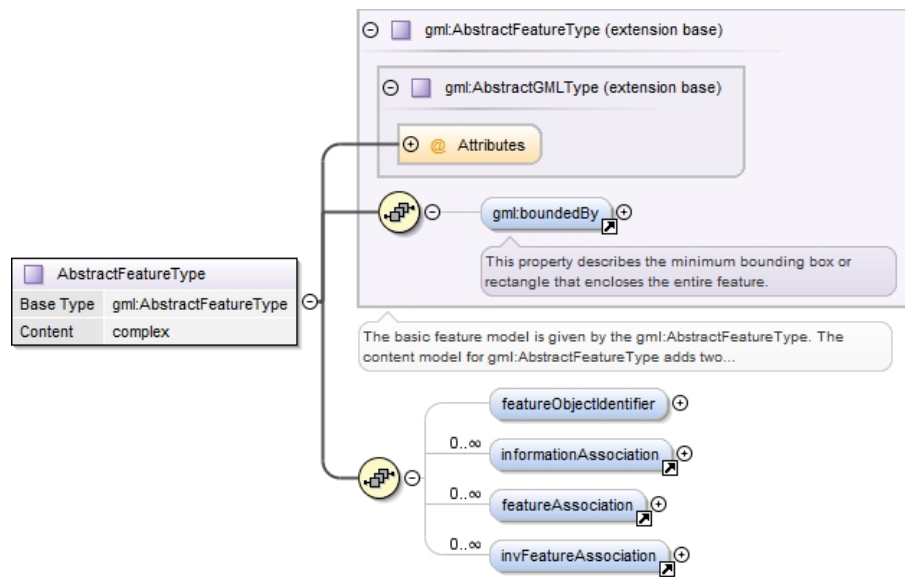 gml:AbstractFeatureType (extension base)
gml:AbstractGMLType (extension base)
@ Attributes
gml:boundedBy
This property describes the minimum bounding box or
rectangle that encloses the entire feature.
AbstractFeatureType
Base Type gml:AbstractFeatureType
Content complex
The basic feature model is given by the gml:AbstractFeatureType. The
content model for gml:AbstractFeatureType adds two...
featureObjectIdentifier
0..∞
informationAssociation
0..∞
featureAssociation
0..∞
invFeatureAssociation